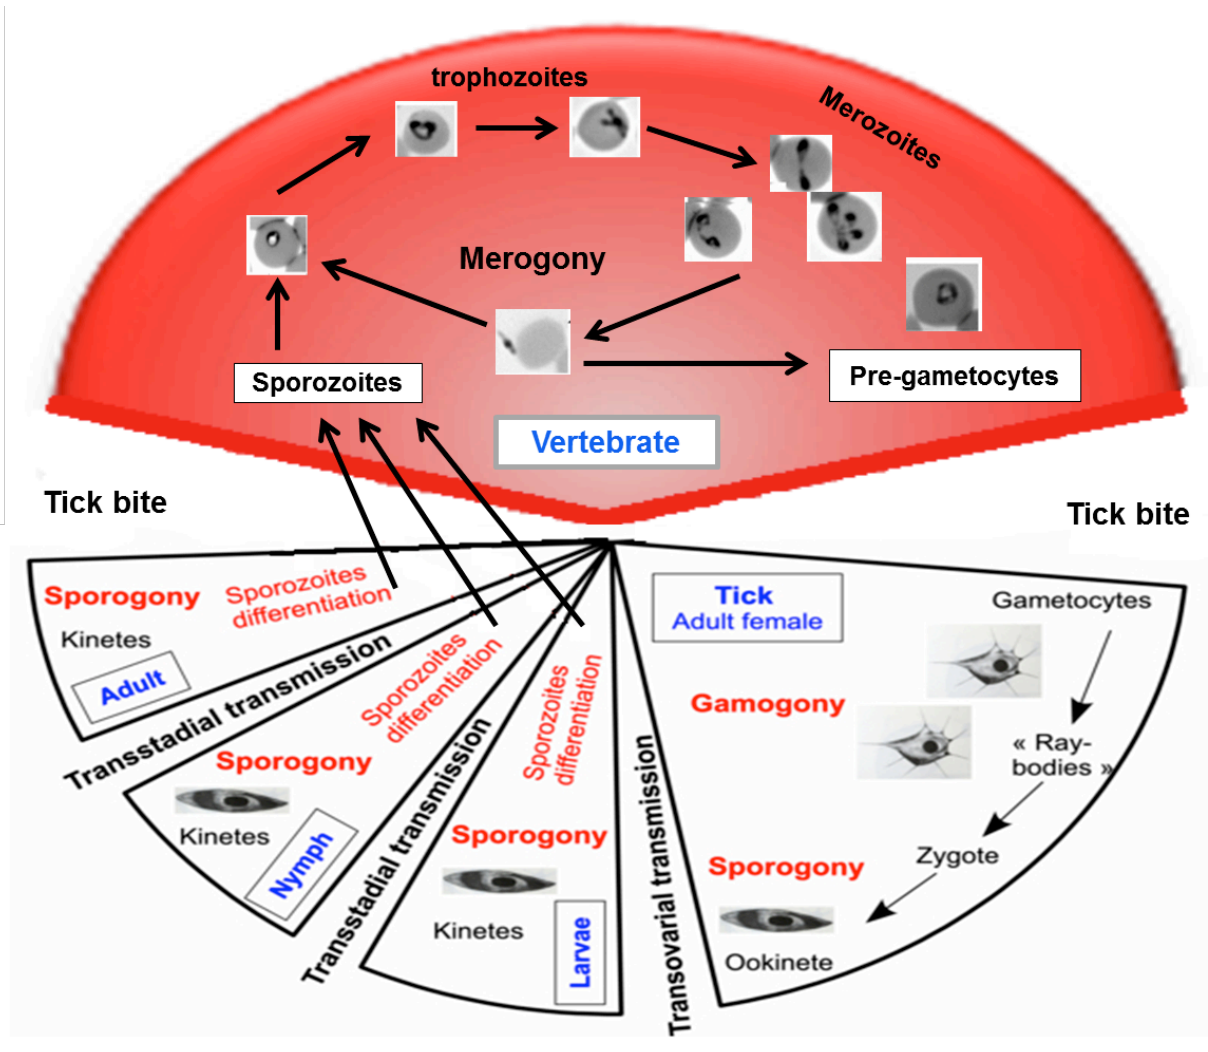 trophozoites
Merozoites
Merogony
Sporozoites
Pre-gametocytes
Vertebrate
Tick bite
Tick bite
Sporogony
Sporozoites
differentiation
Kinetes
Adult
Transstadial transmission
Sporozoites
differentiation
Sporogony
Kinetes
Nymph
Transstadial transmission
Sporozoites
differentiation
Sporogony
Kinetes
Larvae
Transovarial transmission
Tick
Adult female
Gametocytes
Gamogony
« Ray-
bodies »
Zygote
Sporogony
Ookinete